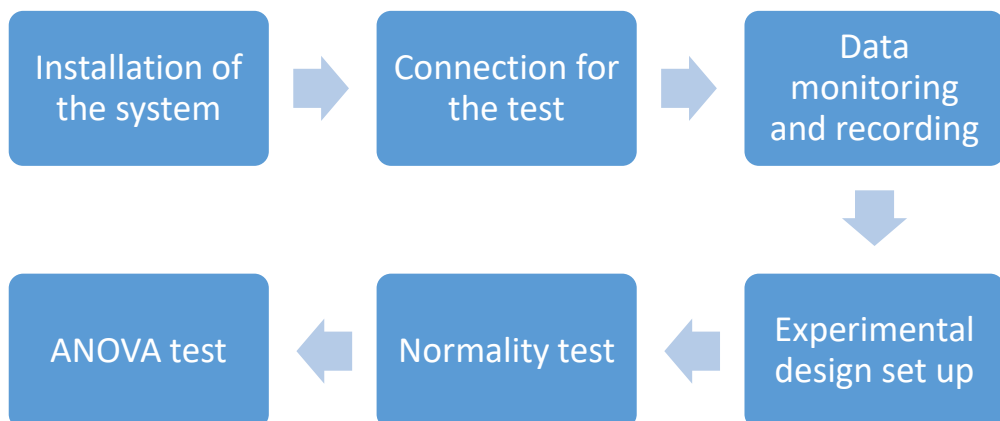 Installation of
the system
Connection for
the test
Data
monitoring
and recording
Experimental
design set up
Normality test
ANOVA test